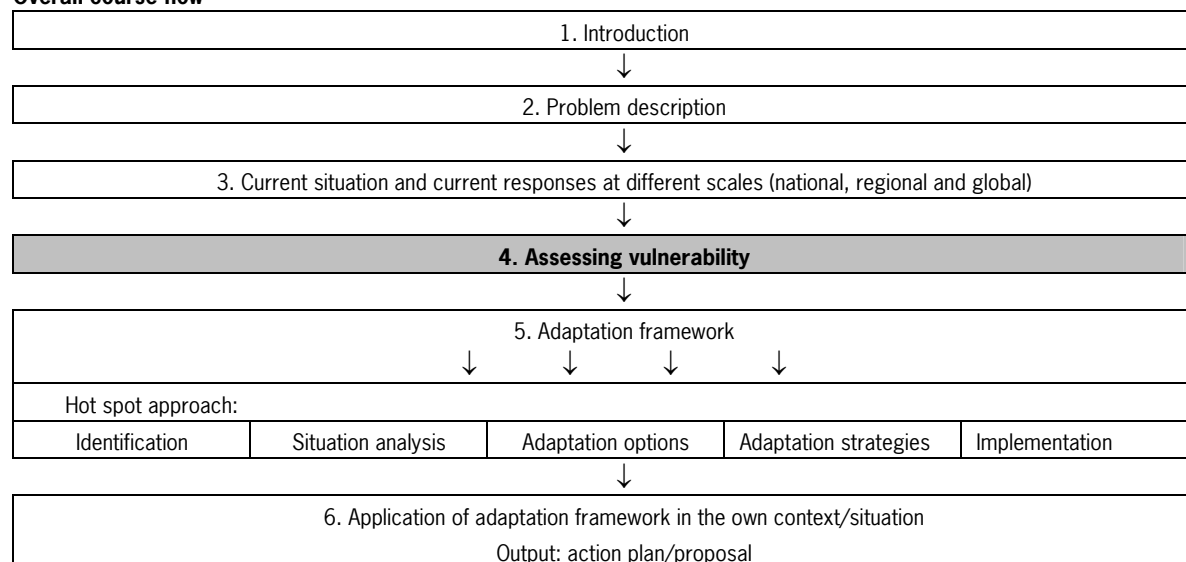 Overall course flow
1. Introduction
↓
2. Problem description
↓
3. Current situation and current responses at different scales (national, regional and global)
↓
4. Assessing vulnerability
↓
5. Adaptation framework
↓ ↓ ↓ ↓
Hot spot approach:
Identification Situation analysis Adaptation options Adaptation strategies Implementation
↓
6. Application of adaptation framework in the own context/situation
Output: action plan/proposal